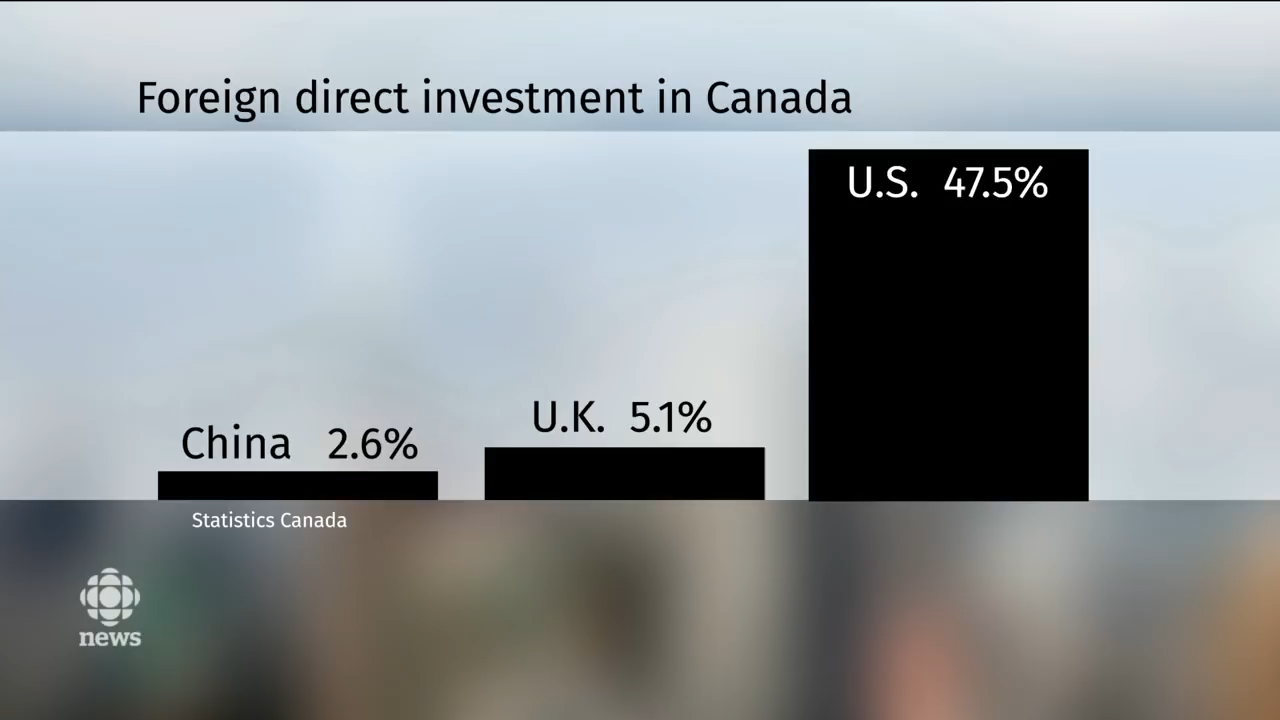 Foreign direct investment in Canada
U.S. 47.5%
U.K. 5.1%
China 2.6%
Statistics Canada
news